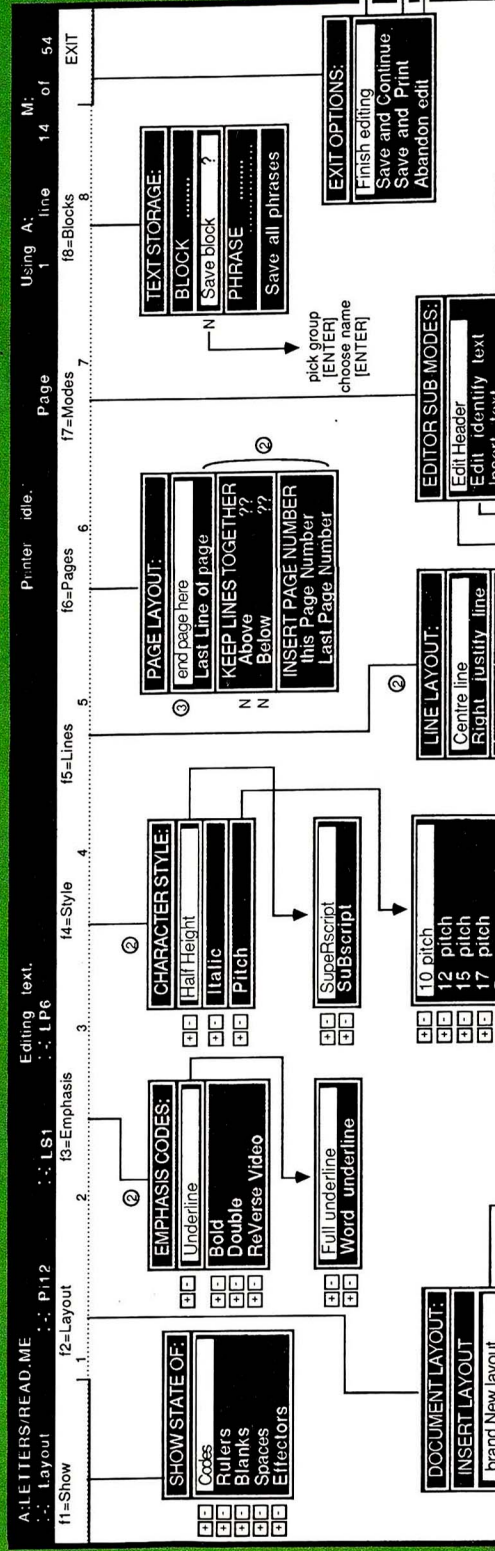 A:LETTERS/READ.ME Editing text. Printer idle. Using A: M:
:-: Layout :-: Pi12 :-: LS1 :-: LP6 Page 1 line 14 of 54
f1=Show f2=Layout f3=Emphasis f4=Style f5=Lines f6=Pages f7=Modes f8=Blocks EXIT
1 2 3 4 5 6 7 8
SHOW STATE OF:
+ - Codes
+ - Rulers
+ - Blanks
+ - Spaces
+ - Effectors
②
EMPHASIS CODES:
+ - Underline
+ - Bold
+ - Double
+ - ReVerse Video
+ - Full underline
+ - Word underline
②
CHARACTER STYLE:
+ - Half Height
+ - Italic
+ - Pitch
+ - SupeRscript
+ - SuBscript
+ - 10 pitch
+ - 12 pitch
+ - 15 pitch
+ - 17 pitch
PAGE LAYOUT:
③ end page here
Last Line of page
KEEP LINES TOGETHER
N Above ??
N Below ??
②
INSERT PAGE NUMBER
this Page Number
Last Page Number
TEXT STORAGE:
BLOCK ........
N Save block ?
PHRASE ........
................
Save all phrases
pick group
[ENTER]
choose name
[ENTER]
EXIT OPTIONS:
Finish editing
Save and Continue
Save and Print
Abandon edit
DOCUMENT LAYOUT:
INSERT LAYOUT
brand New layout
②
LINE LAYOUT:
Centre line
Right justify line
EDITOR SUB MODES:
Edit Header
Edit identify text